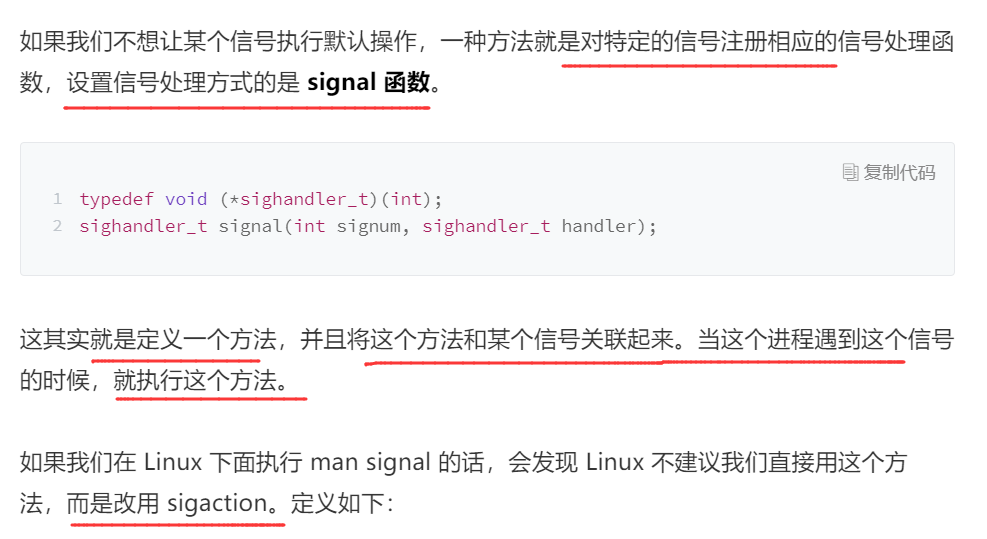 如果我们不想让某个信号执行默认操作，一种方法就是对特定的信号注册相应的信号处理函
数，设置信号处理方式的是 signal 函数。
复制代码
1 typedef void (*sighandler_t)(int);
2 sighandler_t signal(int signum, sighandler_t handler);
这其实就是定义一个方法，并且将这个方法和某个信号关联起来。当这个进程遇到这个信号
的时候，就执行这个方法。
如果我们在 Linux 下面执行 man signal 的话，会发现 Linux 不建议我们直接用这个方
法，而是改用 sigaction。定义如下：